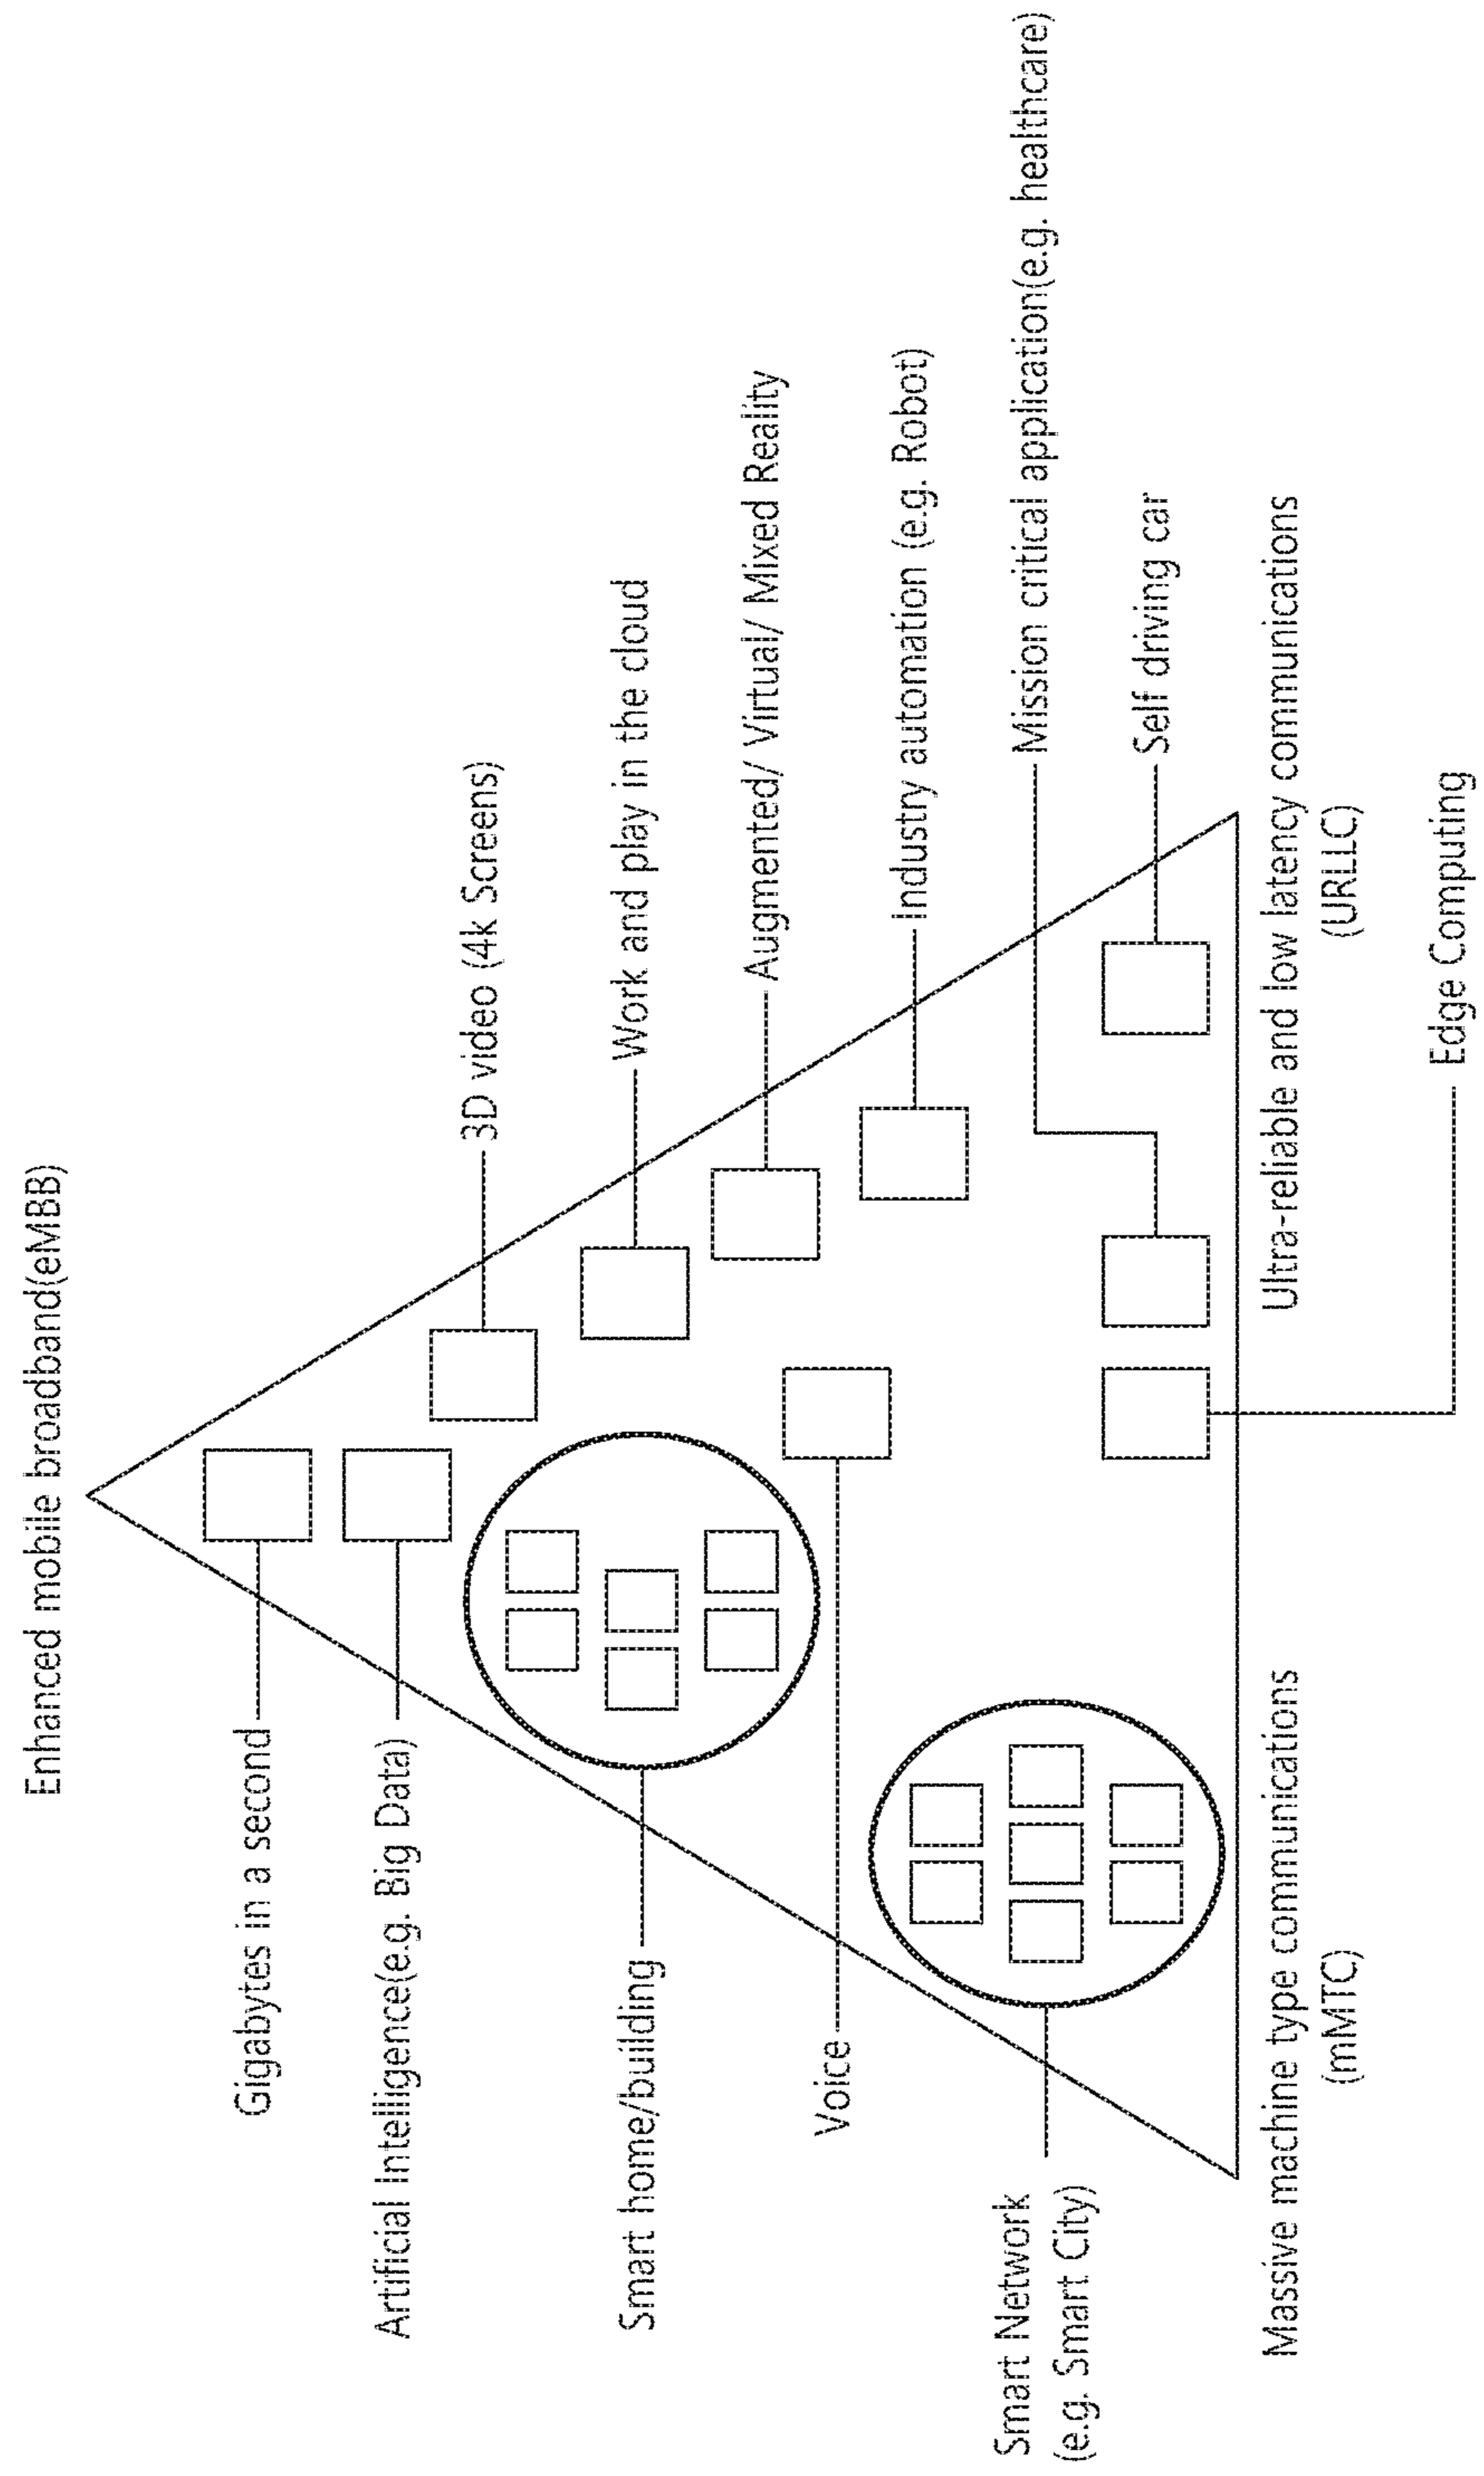 Enhanced mobile broadband(eMBB)
Gigabytes in a second
Artificial Intelligence(e.g. Big Data)
3D video (4k Screens)
Smart home/building
Work and play in the cloud
Augmented/ Virtual/ Mixed Reality
Voice
Industry automation (e.g. Robot)
Smart Network
(e.g. Smart City)
Mission critical application(e.g. healthcare)
Self driving car
Massive machine type communications
(mMTC)
Ultra-reliable and low latency communications
(URLLC)
Edge Computing